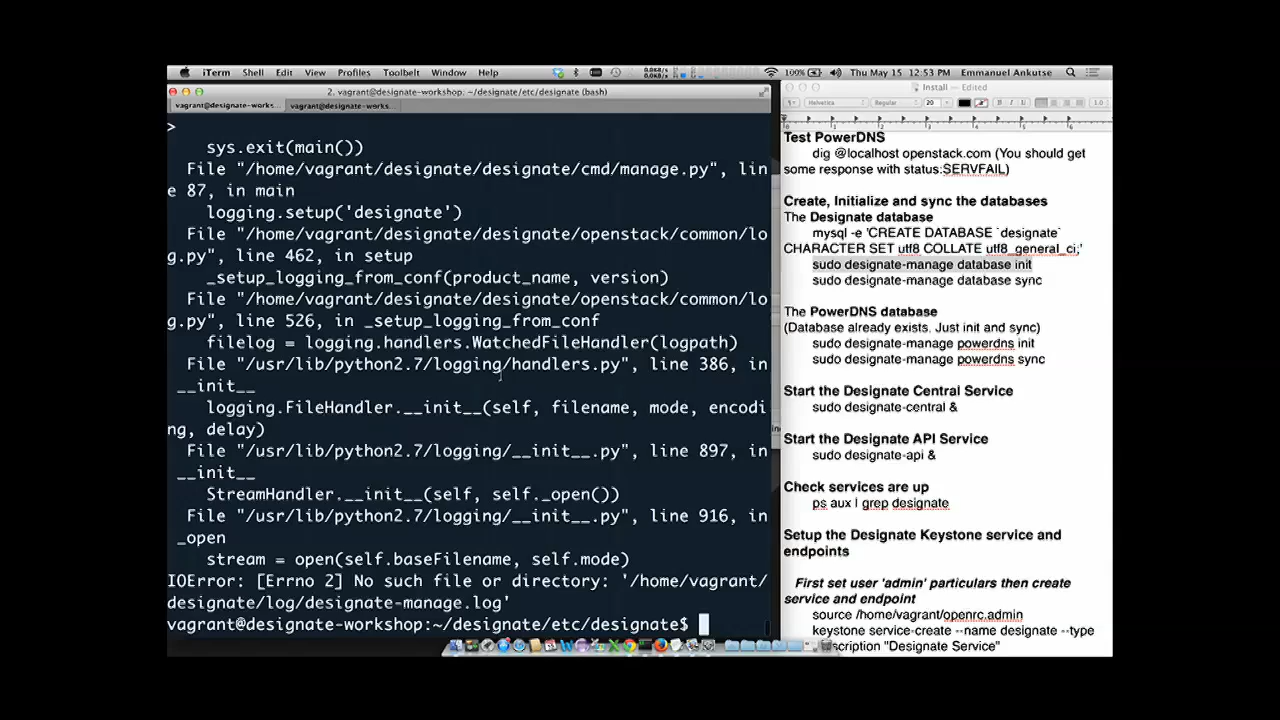 iTerm Shell Edit View Profiles Toolbelt Window Help 100% Thu May 15 12:53 PM Emmanuel Ankutse
2. vagrant@designate-workshop: ~/designate/etc/designate (bash)
vagrant@designate-works... vagrant@designate-works...
>
sys.exit(main())
File "/home/vagrant/designate/designate/cmd/manage.py", lin
e 87, in main
logging.setup('designate')
File "/home/vagrant/designate/designate/openstack/common/lo
g.py", line 462, in setup
_setup_logging_from_conf(product_name, version)
File "/home/vagrant/designate/designate/openstack/common/lo
g.py", line 526, in _setup_logging_from_conf
filelog = logging.handlers.WatchedFileHandler(logpath)
File "/usr/lib/python2.7/logging/handlers.py", line 386, in
__init__
logging.FileHandler.__init__(self, filename, mode, encodi
ng, delay)
File "/usr/lib/python2.7/logging/__init__.py", line 897, in
__init__
StreamHandler.__init__(self, self._open())
File "/usr/lib/python2.7/logging/__init__.py", line 916, in
_open
stream = open(self.baseFilename, self.mode)
IOError: [Errno 2] No such file or directory: '/home/vagrant/
designate/log/designate-manage.log'
vagrant@designate-workshop:~/designate/etc/designate$
Install — Edited
Helvetica Regular 20 B I U 1.0
Test PowerDNS
dig @localhost openstack.com (You should get
some response with status:SERVFAIL)
Create, Initialize and sync the databases
The Designate database
mysql -e 'CREATE DATABASE `designate`
CHARACTER SET utf8 COLLATE utf8_general_ci;'
sudo designate-manage database init
sudo designate-manage database sync
The PowerDNS database
(Database already exists. Just init and sync)
sudo designate-manage powerdns init
sudo designate-manage powerdns sync
Start the Designate Central Service
sudo designate-central &
Start the Designate API Service
sudo designate-api &
Check services are up
ps aux | grep designate
Setup the Designate Keystone service and
endpoints
First set user 'admin' particulars then create
service and endpoint
source /home/vagrant/openrc.admin
keystone service-create --name designate --type
scription "Designate Service"